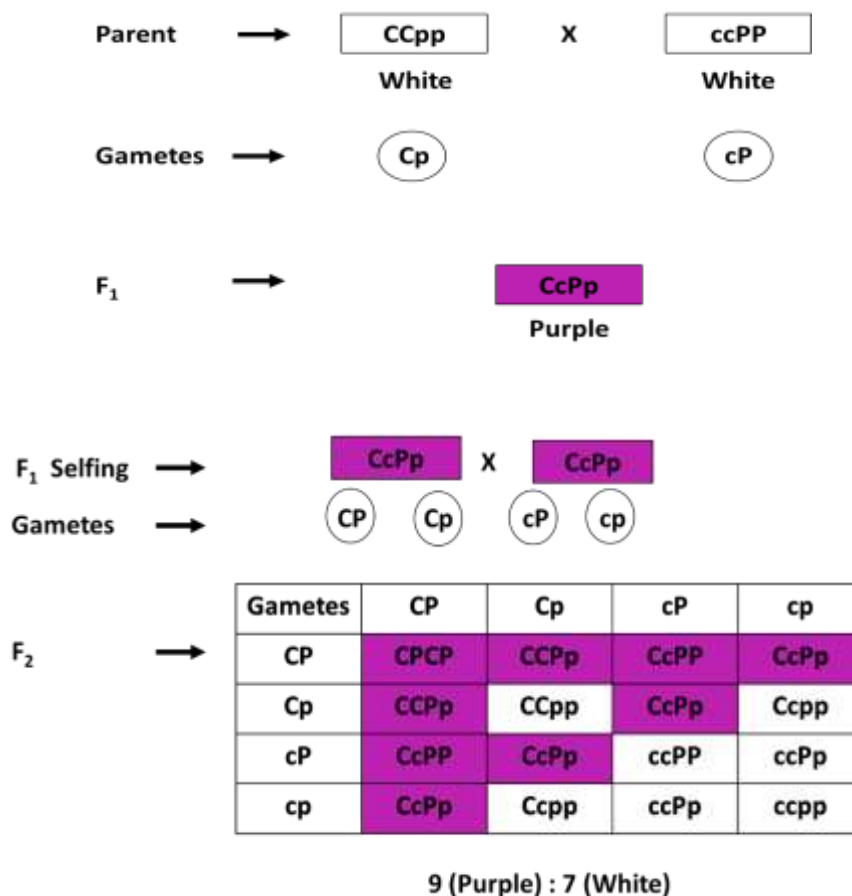 Parent → CCpp X ccPP
White White
Gametes → Cp cP
F₁ → CcPp
Purple
F₁ Selfing → CcPp X CcPp
Gametes → CP Cp cP cp
Gametes CP Cp cP cp
F₂ → CP CPCP CCPp CcPP CcPp
Cp CCPp CCpp CcPp Ccpp
cP CcPP CcPp ccPP ccPp
cp CcPp Ccpp ccPp ccpp
9 (Purple) : 7 (White)